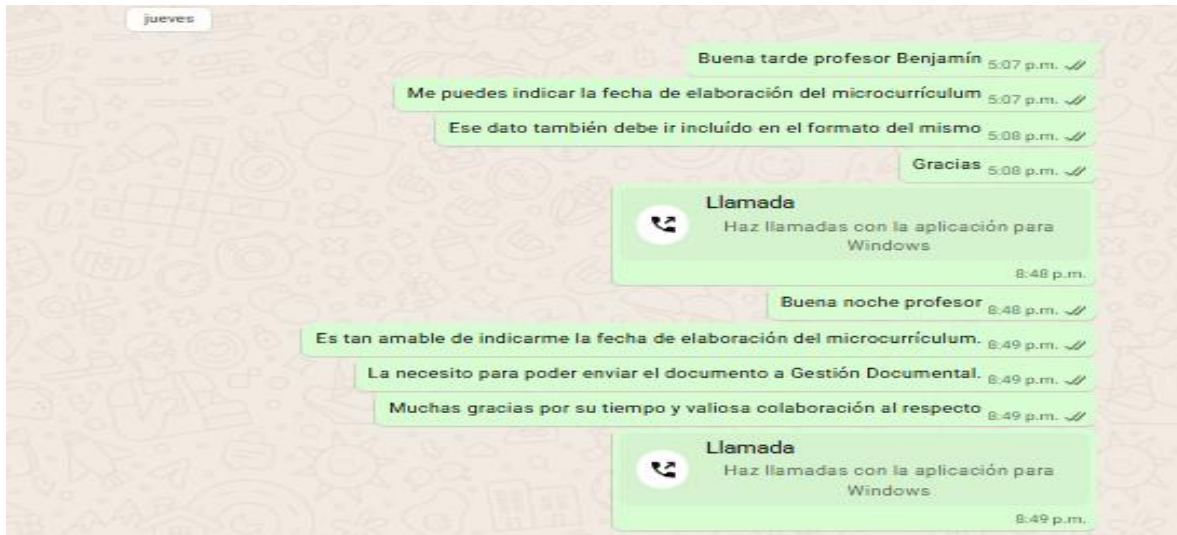 jueves
Buena tarde profesor Benjamín 5:07 p.m.
Me puedes indicar la fecha de elaboración del microcurrículum 5:07 p.m.
Ese dato también debe ir incluído en el formato del mismo 5:08 p.m.
Gracias 5:08 p.m.
Llamada
Haz llamadas con la aplicación para
Windows
8:48 p.m.
Buena noche profesor 8:48 p.m.
Es tan amable de indicarme la fecha de elaboración del microcurrículum. 8:49 p.m.
La necesito para poder enviar el documento a Gestión Documental. 8:49 p.m.
Muchas gracias por su tiempo y valiosa colaboración al respecto 8:49 p.m.
Llamada
Haz llamadas con la aplicación para
Windows
8:49 p.m.